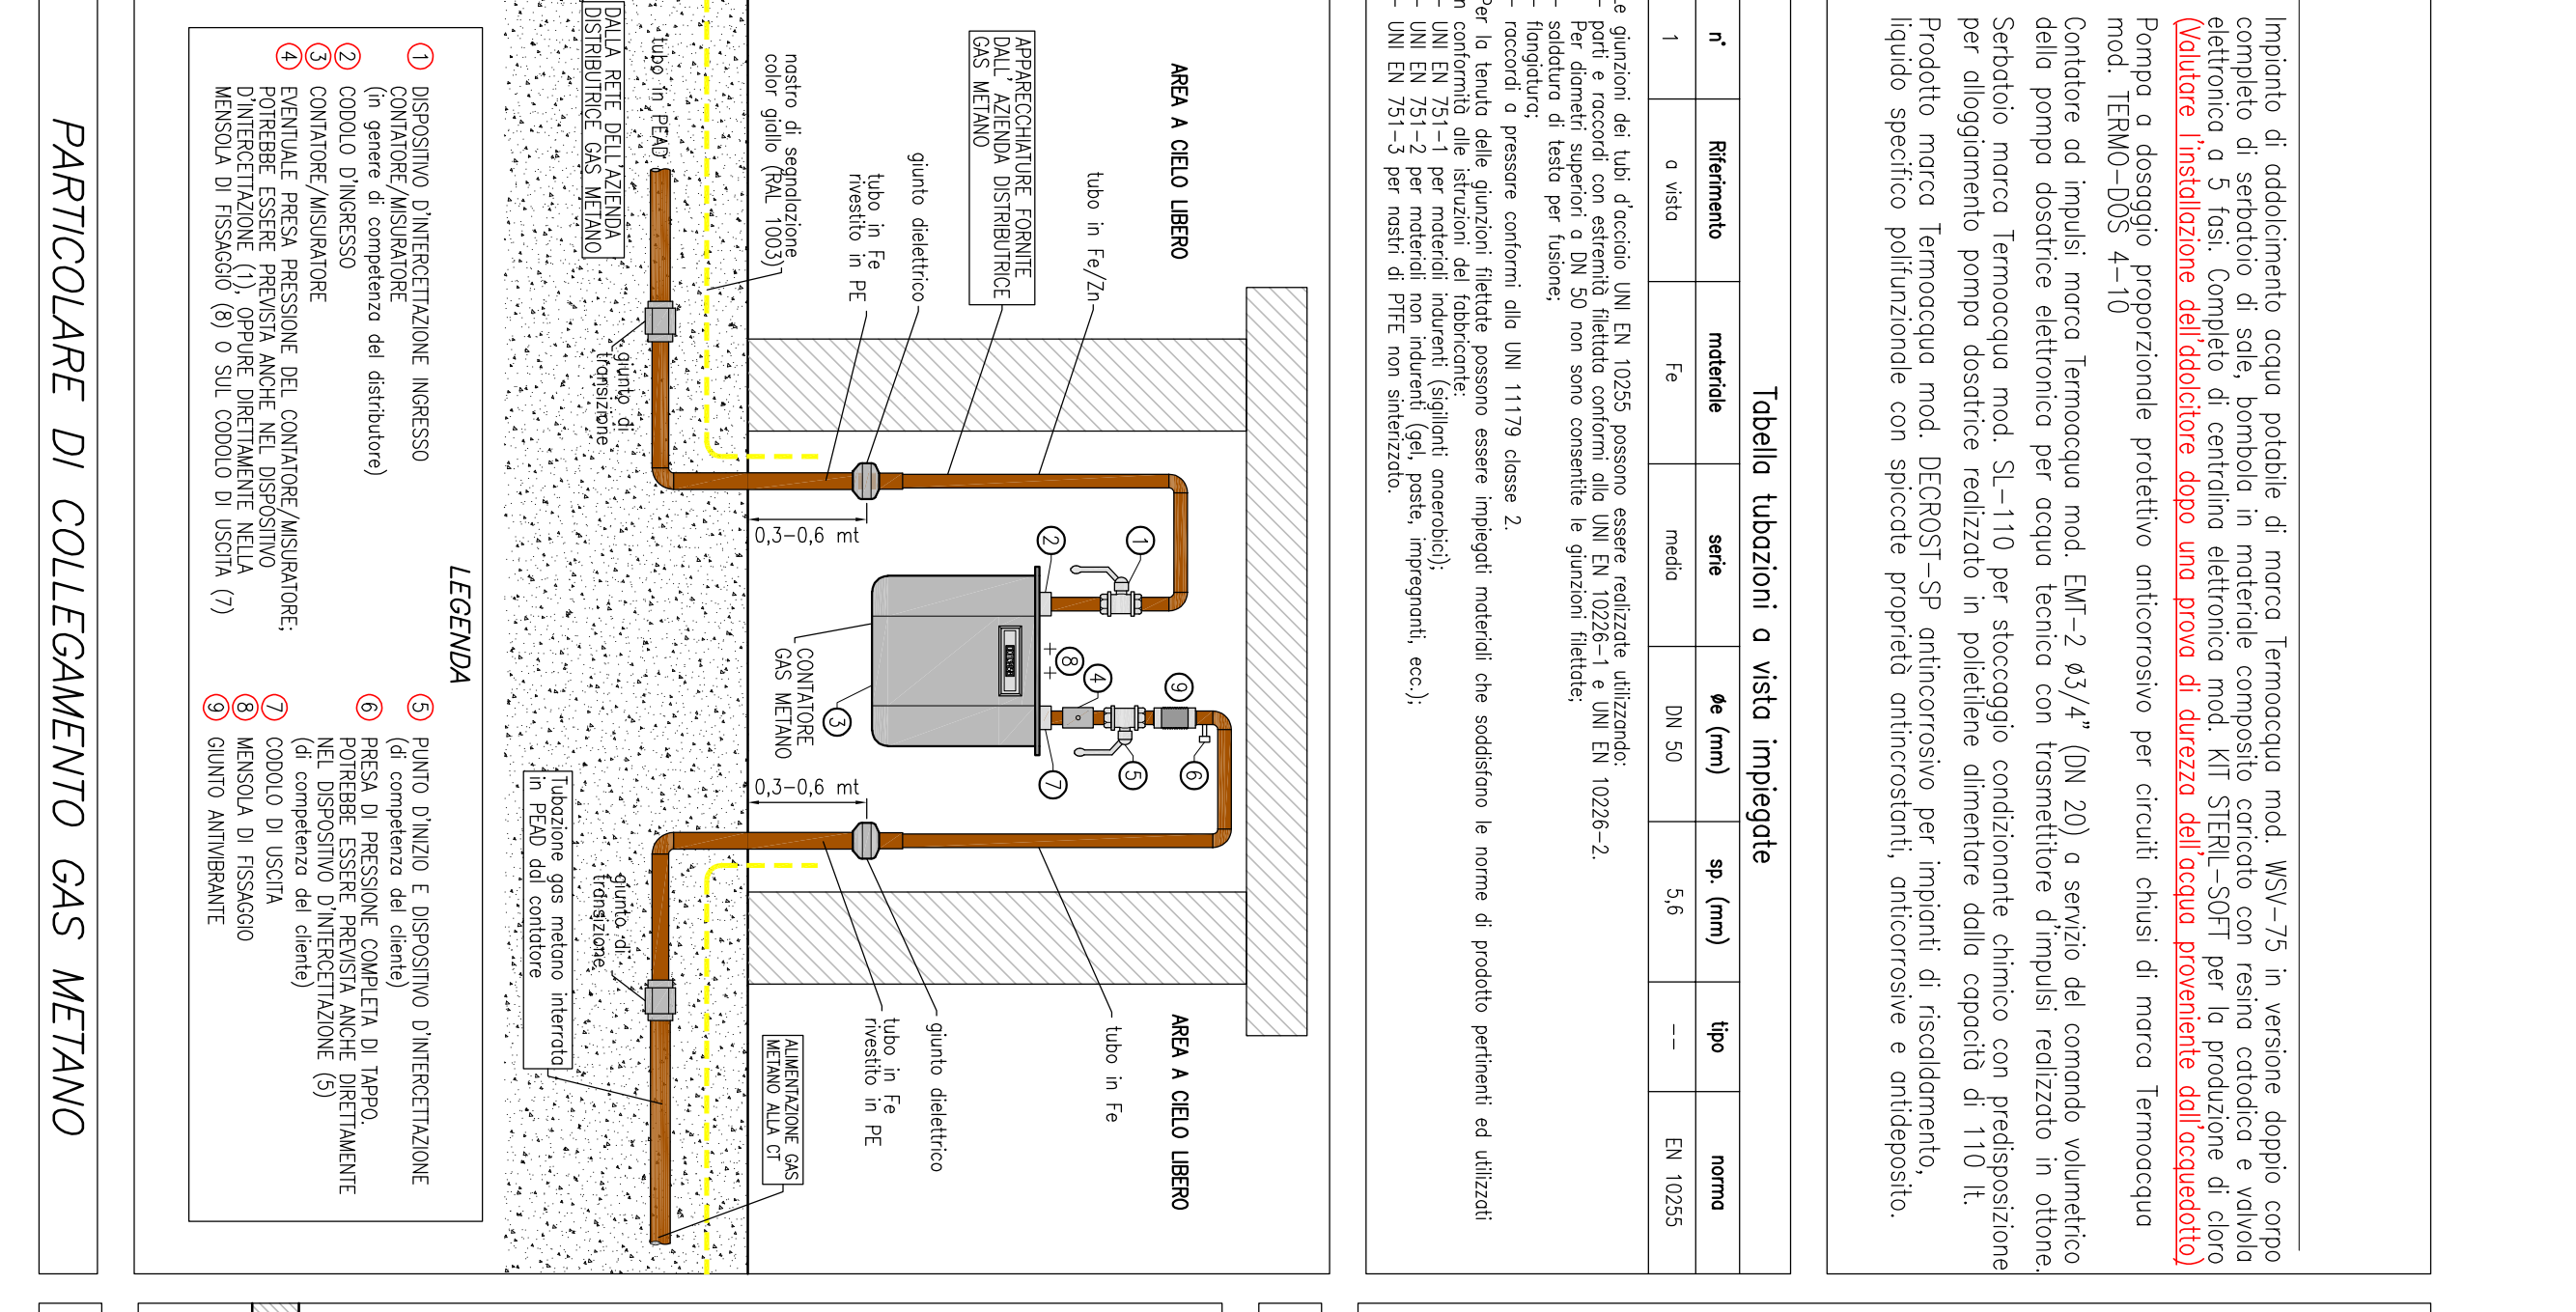 Impianto di addolcimento acqua potabile di marca Termoacqua mod. WSV-75 in versione doppio corpo
completo di serbatoio di sale, bombola in materiale composito caricato con resina catodica e valvola
elettronica a 5 fasi. Completo di centralina elettronica mod. KIT STERIL-SOFT per la produzione di cloro
(Valutare l'installazione dell'ddolcitore dopo una prova di durezza dell'acqua proveniente dall'acquedotto)
Pompa a dosaggio proporzionale protettivo anticorrosivo per circuiti chiusi di marca Termoacqua
mod. TERMO-DOS 4-10
Contatore ad impulsi marca Termoacqua mod. EMT-2 ø3/4" (DN 20) a servizio del comando volumetrico
della pompa dosatrice elettronica per acqua tecnica con trasmettitore d'impulsi realizzato in ottone.
Serbatoio marca Termoacqua mod. SL-110 per stoccaggio condizionante chimico con predisposizione
per alloggiamento pompa dosatrice realizzato in polietilene alimentare dalla capacità di 110 lt.
Prodotto marca Termoacqua mod. DECROST-SP antincorrosivo per impianti di riscaldamento,
liquido specifico polifunzionale con spiccate proprietà antincrostanti, anticorrosive e antideposito.
Tabella tubazioni a vista impiegate
n° Riferimento materiale serie øe (mm) sp. (mm) tipo norma
1 a vista Fe media DN 50 5,6 -- EN 10255
Le giunzioni dei tubi d'acciaio UNI EN 10255 possono essere realizzate utilizzando:
- parti e raccordi con estremità filettata conformi alla UNI EN 10226-1 e UNI EN 10226-2.
Per diametri superiori a DN 50 non sono consentite le giunzioni filettate;
- saldatura di testa per fusione;
- flangiatura;
- raccordi a pressare conformi alla UNI 11179 classe 2.
Per la tenuta delle giunzioni filettate possono essere impiegati materiali che soddisfano le norme di prodotto pertinenti ed utilizzati
in conformità alle istruzioni del fabbricante:
- UNI EN 751-1 per materiali indurenti (sigillanti anaerobici);
- UNI EN 751-2 per materiali non indurenti (gel, paste, impregnanti, ecc.);
- UNI EN 751-3 per nastri di PTFE non sinterizzato.
AREA A CIELO LIBERO
AREA A CIELO LIBERO
tubo in Fe/Zn
tubo in Fe
APPARECCHIATURE FORNITE
DALL' AZIENDA DISTRIBUTRICE
GAS METANO
giunto dielettrico
tubo in Fe
rivestito in PE
nastro di segnalazione
color giallo (RAL 1003)
0,3-0,6 mt
1
2
8
4
9
5
6
7
3
CONTATORE
GAS METANO
0,3-0,6 mt
giunto dielettrico
tubo in Fe
rivestito in PE
ALIMENTAZIONE GAS
METANO ALLA CT
tubo in PEAD
giunto di
transizione
giunto di
transizione
DALLA RETE DELL'AZIENDA
DISTRIBUTRICE GAS METANO
Tubazione gas metano interrata
in PEAD dal contatore
LEGENDA
1 DISPOSITIVO D'INTERCETTAZIONE INGRESSO
CONTATORE/MISURATORE
(in genere di competenza del distributore)
2 CODOLO D'INGRESSO
3 CONTATORE/MISURATORE
4 EVENTUALE PRESA PRESSIONE DEL CONTATORE/MISURATORE;
POTREBBE ESSERE PREVISTA ANCHE NEL DISPOSITIVO
D'INTERCETTAZIONE (1), OPPURE DIRETTAMENTE NELLA
MENSOLA DI FISSAGGIO (8) O SUL CODOLO DI USCITA (7)
5 PUNTO D'INIZIO E DISPOSITIVO D'INTERCETTAZIONE
(di competenza del cliente)
6 PRESA DI PRESSIONE COMPLETA DI TAPPO.
POTREBBE ESSERE PREVISTA ANCHE DIRETTAMENTE
NEL DISPOSITIVO D'INTERCETTAZIONE (5)
(di competenza del cliente)
7 CODOLO DI USCITA
8 MENSOLA DI FISSAGGIO
9 GIUNTO ANTIVIBRANTE
PARTICOLARE DI COLLEGAMENTO GAS METANO